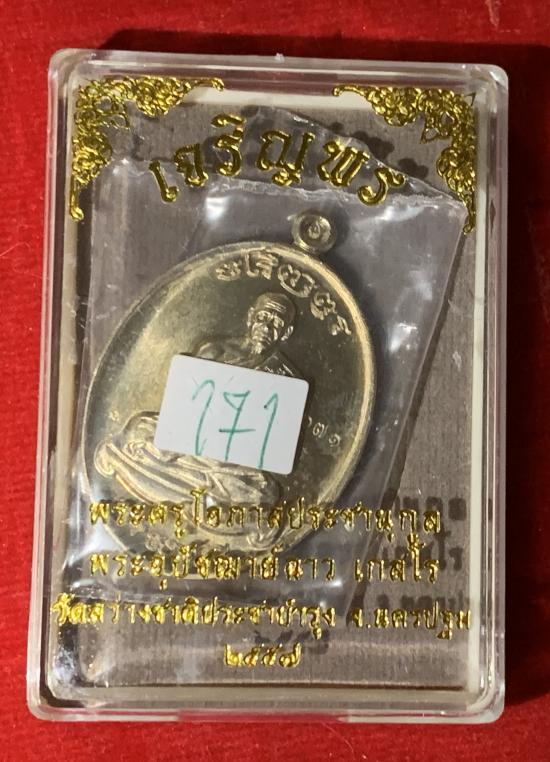 เจริญพร
เจริญพร
171
พระครูโอภาสประชานุกูล
พระอุปัชฌาย์ฉาว เกสโร
วัดสว่างชาติประชาบำรุง จ.นครปฐม
๒๕๕๗